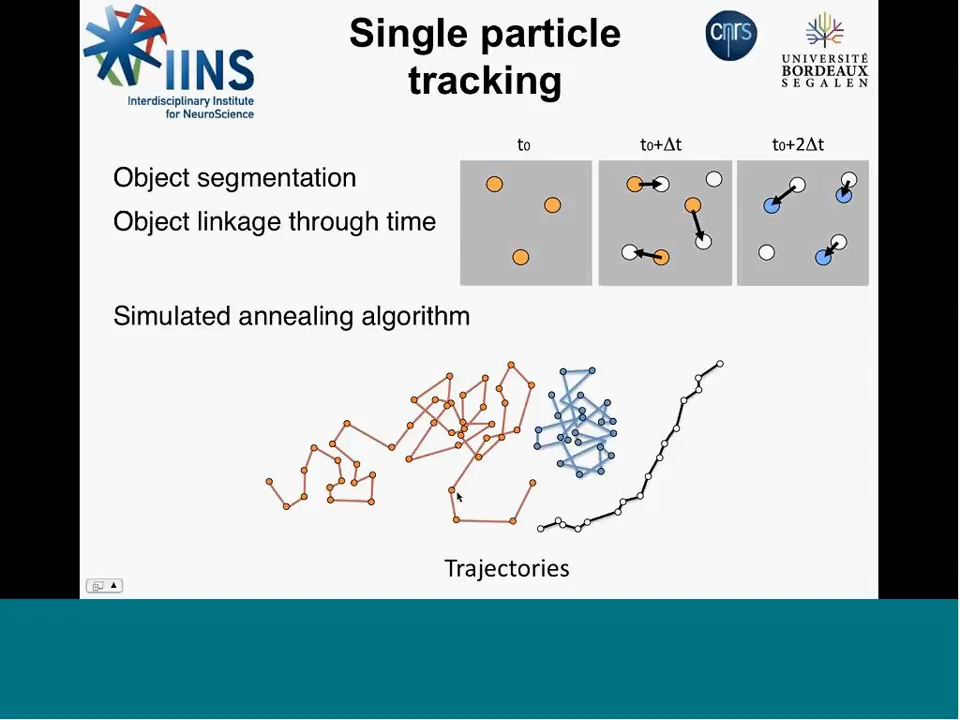 Single particle
tracking
IINS
Interdisciplinary Institute
for NeuroScience
cnrs
UNIVERSITÉ
BORDEAUX
SEGALEN
t₀
t₀+Δt
t₀+2Δt
Object segmentation
Object linkage through time
Simulated annealing algorithm
Trajectories